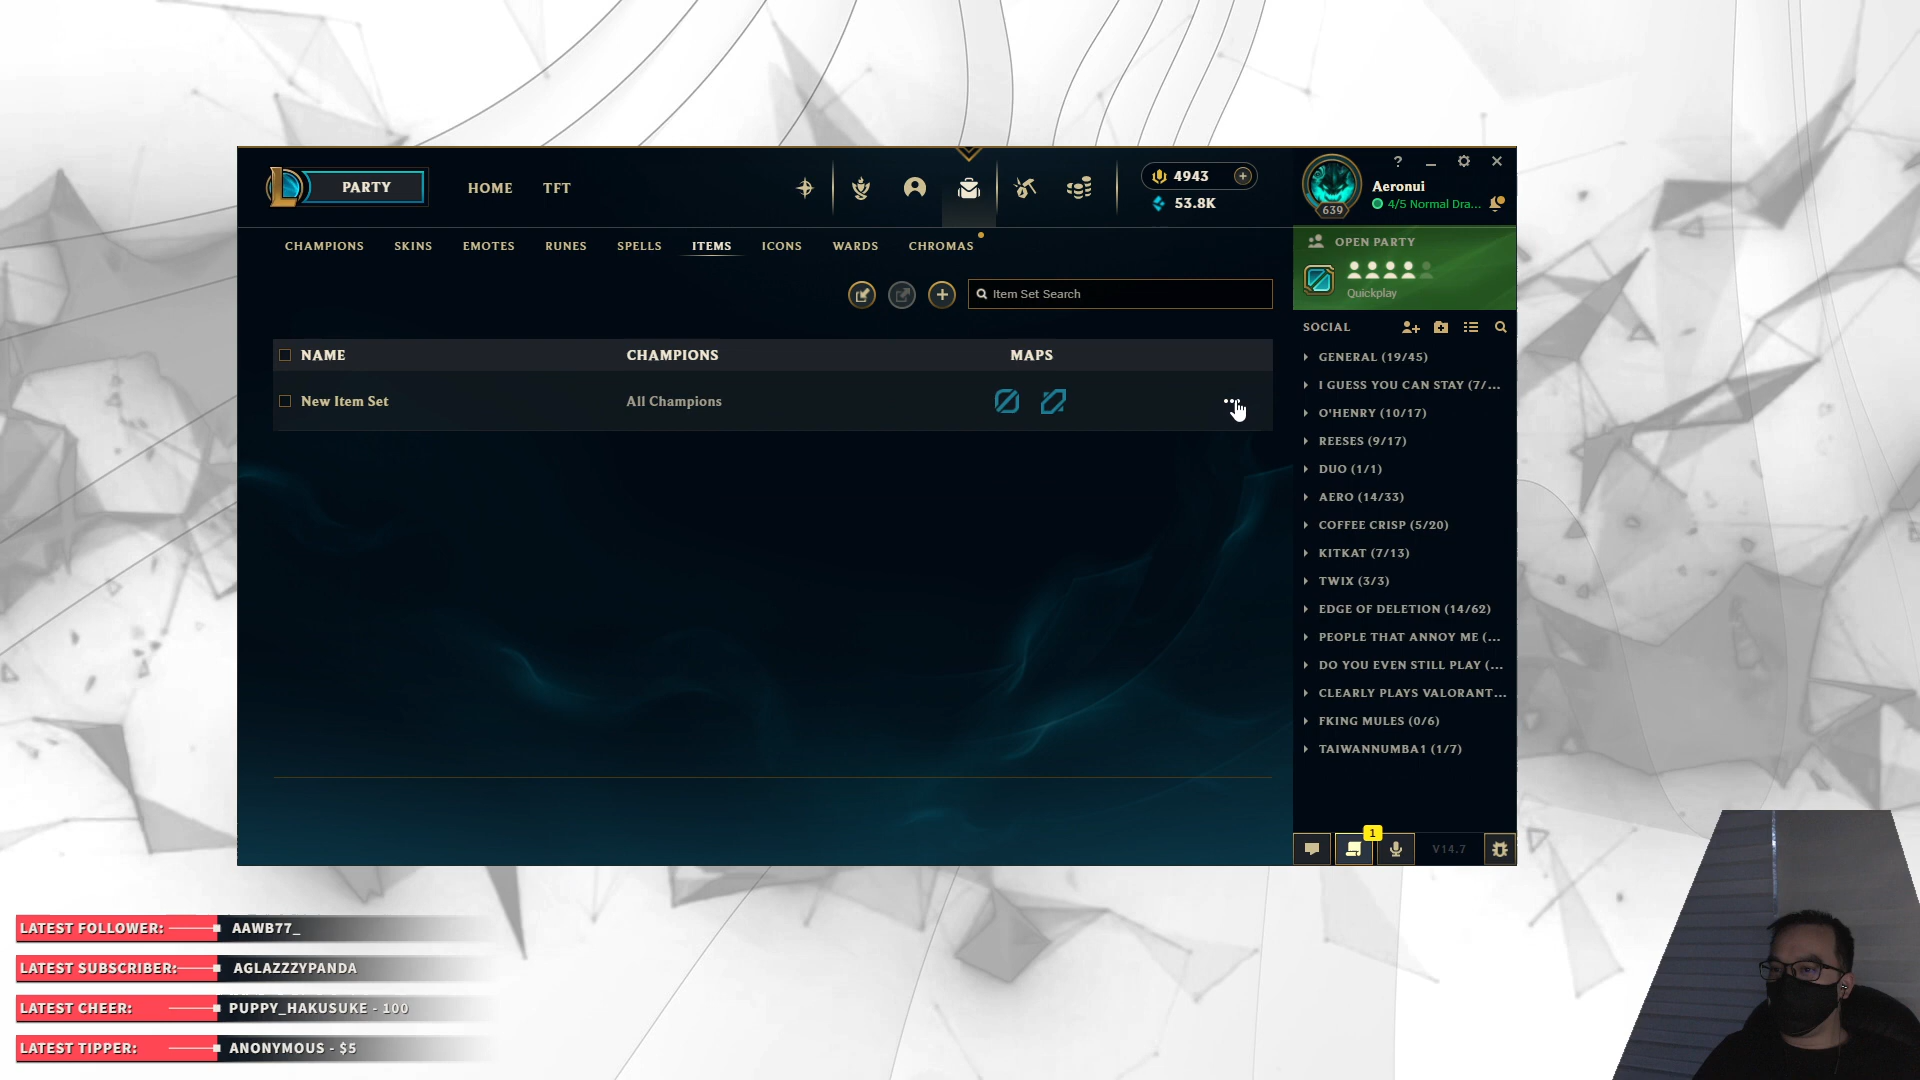 PARTY
HOME
TFT
4943
53.8K
?
Aeronui
4/5 Normal Dra...
639
CHAMPIONS
SKINS
EMOTES
RUNES
SPELLS
ITEMS
ICONS
WARDS
CHROMAS
OPEN PARTY
Quickplay
Item Set Search
NAME
CHAMPIONS
MAPS
New Item Set
All Champions
SOCIAL
GENERAL (19/45)
I GUESS YOU CAN STAY (7/...
O'HENRY (10/17)
REESES (9/17)
DUO (1/1)
AERO (14/33)
COFFEE CRISP (5/20)
KITKAT (7/13)
TWIX (3/3)
EDGE OF DELETION (14/62)
PEOPLE THAT ANNOY ME (...
DO YOU EVEN STILL PLAY (...
CLEARLY PLAYS VALORANT...
FKING MULES (0/6)
TAIWANNUMBA1 (1/7)
1
V14.7
LATEST FOLLOWER: AAWB77_
LATEST SUBSCRIBER: AGLAZZZYPANDA
LATEST CHEER: PUPPY_HAKUSUKE - 100
LATEST TIPPER: ANONYMOUS - $5